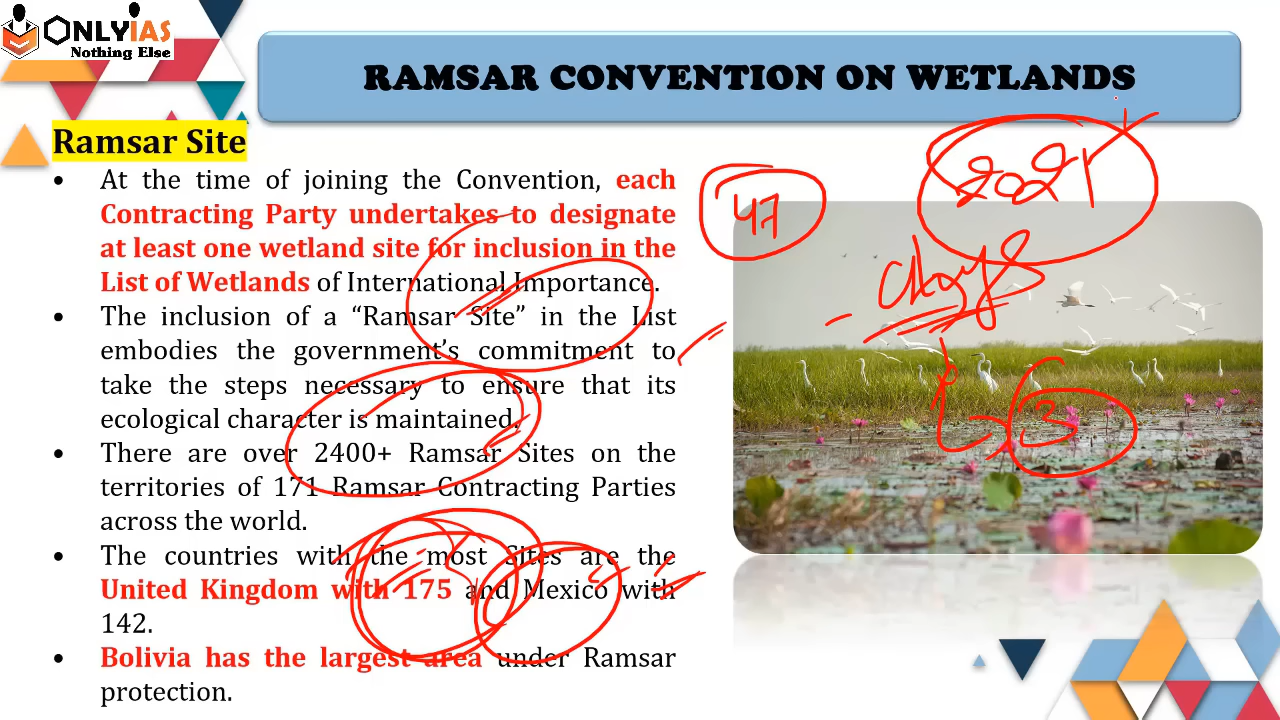 ONLYIAS
Nothing Else
RAMSAR CONVENTION ON WETLANDS
Ramsar Site
• At the time of joining the Convention, each
Contracting Party undertakes to designate
at least one wetland site for inclusion in the
List of Wetlands of International Importance.
• The inclusion of a “Ramsar Site” in the List
embodies the government’s commitment to
take the steps necessary to ensure that its
ecological character is maintained.
• There are over 2400+ Ramsar Sites on the
territories of 171 Ramsar Contracting Parties
across the world.
• The countries with the most Sites are the
United Kingdom with 175 and Mexico with
142.
• Bolivia has the largest area under Ramsar
protection.
47
2021
3